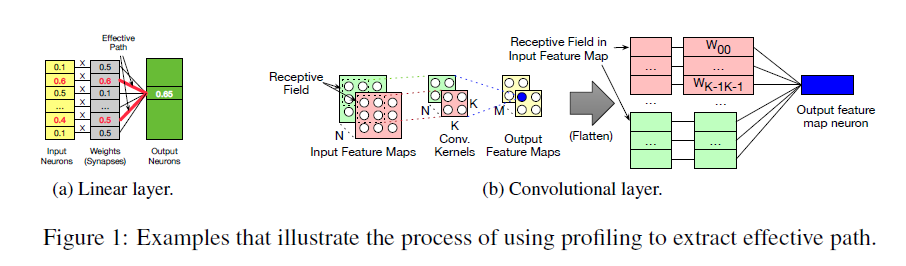 Effective
Path
0.1
X
0.5
0.6
X
0.6
0.5
X
0.1
0.65
...
X
...
0.4
X
0.5
0.1
X
0.5
Input
Neurons
Weights
(Synapses)
Output
Neurons
(a) Linear layer.
Receptive
Field
N
Input Feature Maps
N
K
K
Conv.
Kernels
M
Output
Feature Maps
(Flatten)
Receptive Field in
Input Feature Map
W00
...
...
WK-1K-1
...
...
...
...
Output feature
map neuron
(b) Convolutional layer.
Figure 1: Examples that illustrate the process of using profiling to extract effective path.